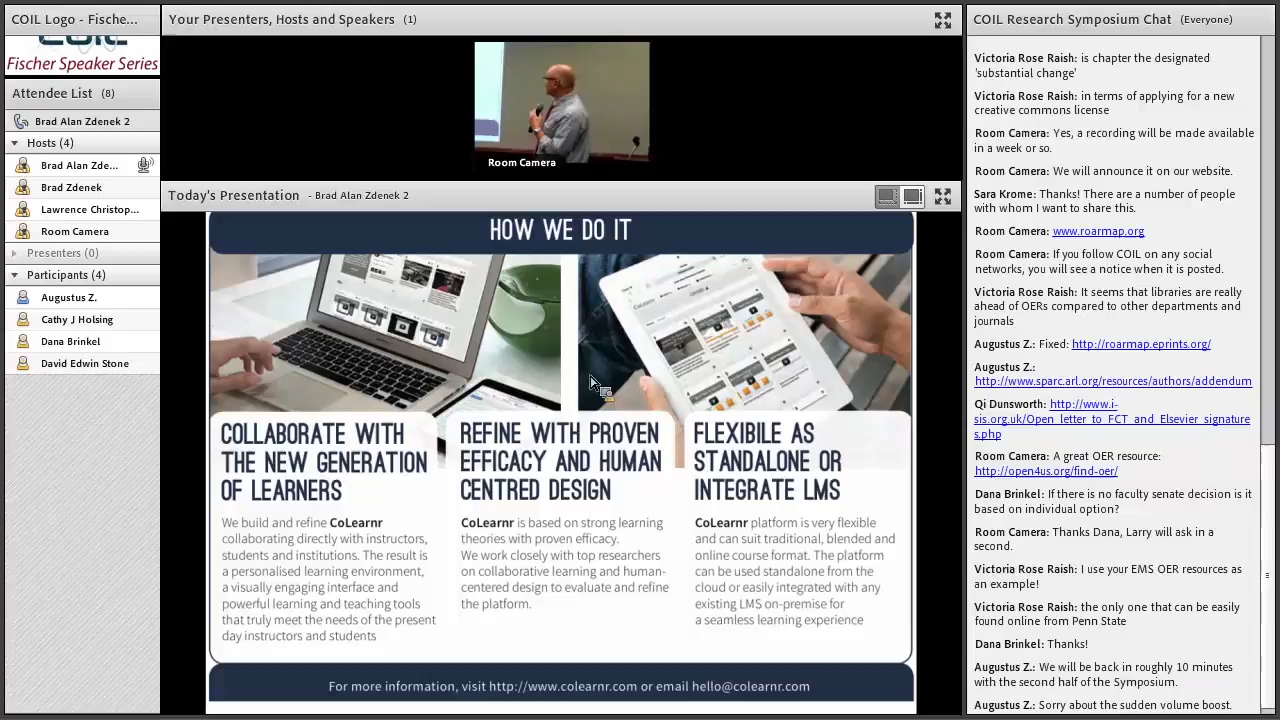 COIL Logo - Fische...
Fischer Speaker Series
Attendee List (8)
Brad Alan Zdenek 2
Hosts (4)
Brad Alan Zde...
Brad Zdenek
Lawrence Christop...
Room Camera
Presenters (0)
Participants (4)
Augustus Z.
Cathy J Holsing
Dana Brinkel
David Edwin Stone
Your Presenters, Hosts and Speakers (1)
Room Camera
Today's Presentation - Brad Alan Zdenek 2
HOW WE DO IT
COLLABORATE WITH
THE NEW GENERATION
OF LEARNERS
We build and refine CoLearnr
collaborating directly with instructors,
students and institutions. The result is
a personalised learning environment,
a visually engaging interface and
powerful learning and teaching tools
that truly meet the needs of the present
day instructors and students
REFINE WITH PROVEN
EFFICACY AND HUMAN
CENTRED DESIGN
CoLearnr is based on strong learning
theories with proven efficacy.
We work closely with top researchers
on collaborative learning and human-
centered design to evaluate and refine
the platform.
FLEXIBILE AS
STANDALONE OR
INTEGRATE LMS
CoLearnr platform is very flexible
and can suit traditional, blended and
online course format. The platform
can be used standalone from the
cloud or easily integrated with any
existing LMS on-premise for
a seamless learning experience
For more information, visit http://www.colearnr.com or email hello@colearnr.com
COIL Research Symposium Chat (Everyone)
Victoria Rose Raish: is chapter the designated
'substantial change'
Victoria Rose Raish: in terms of applying for a new
creative commons license
Room Camera: Yes, a recording will be made available
in a week or so.
Room Camera: We will announce it on our website.
Sara Krome: Thanks! There are a number of people
with whom I want to share this.
Room Camera: www.roarmap.org
Room Camera: If you follow COIL on any social
networks, you will see a notice when it is posted.
Victoria Rose Raish: It seems that libraries are really
ahead of OERs compared to other departments and
journals
Augustus Z.: Fixed: http://roarmap.eprints.org/
Augustus Z.:
http://www.sparc.arl.org/resources/authors/addendum
Qi Dunsworth: http://www.i-
sis.org.uk/Open_letter_to_FCT_and_Elsevier_signature
s.php
Room Camera: A great OER resource:
http://open4us.org/find-oer/
Dana Brinkel: If there is no faculty senate decision is it
based on individual option?
Room Camera: Thanks Dana, Larry will ask in a
second.
Victoria Rose Raish: I use your EMS OER resources as
an example!
Victoria Rose Raish: the only one that can be easily
found online from Penn State
Dana Brinkel: Thanks!
Augustus Z.: We will be back in roughly 10 minutes
with the second half of the Symposium.
Augustus Z.: Sorry about the sudden volume boost.